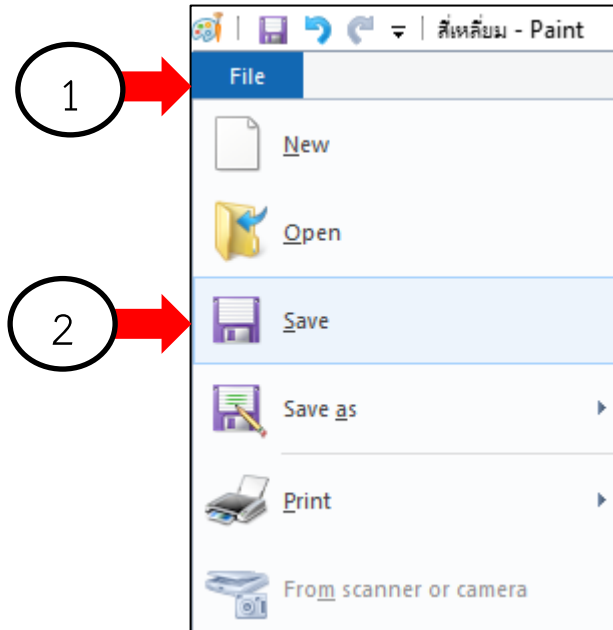 สี่เหลี่ยม - Paint
1
File
New
Open
2
Save
Save as
Print
From scanner or camera